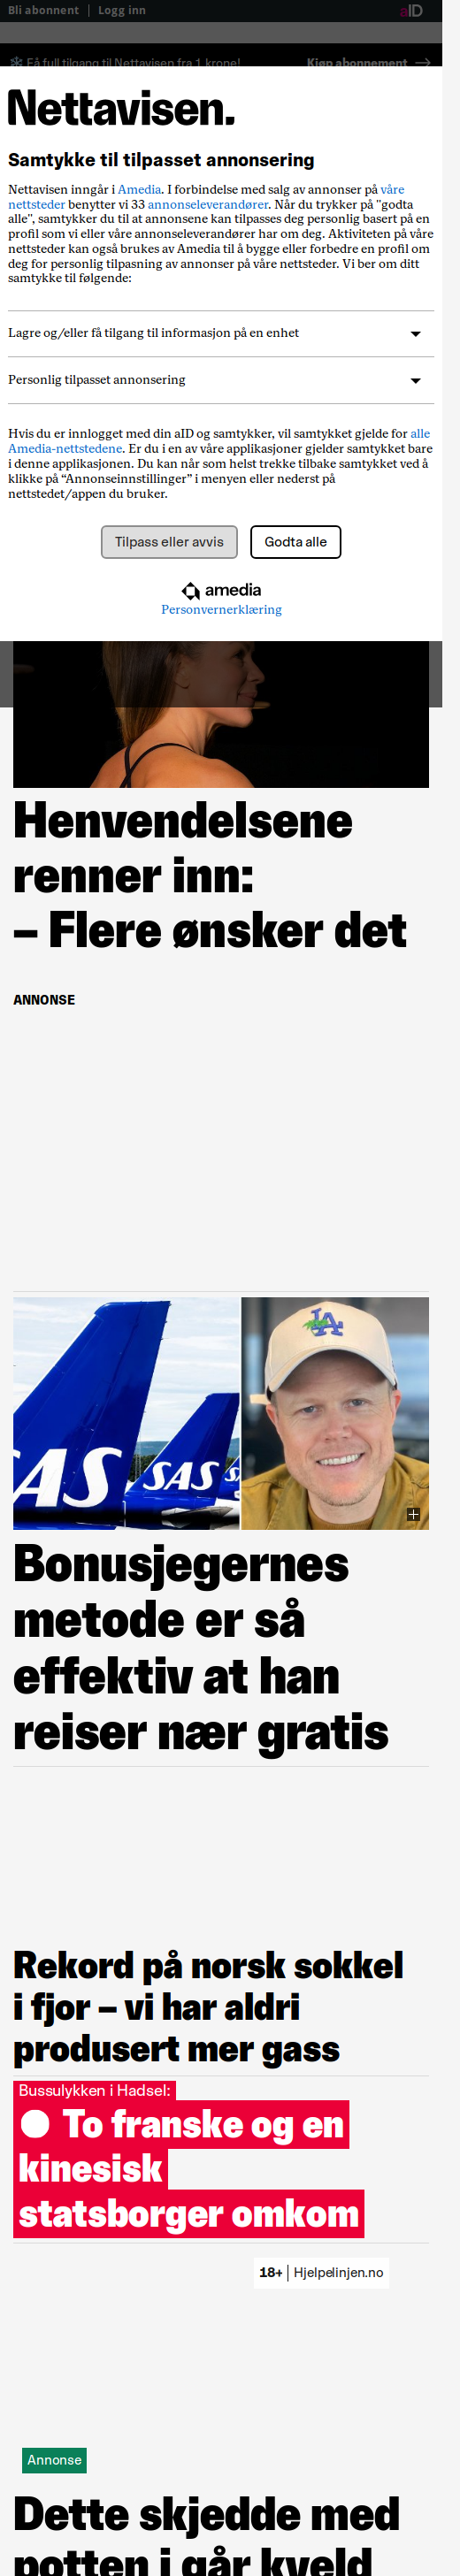 Bli abonnent | Logg inn aID
Få full tilgang til Nettavisen fra 1 krone! Kjøp abonnement →
Nettavisen.
Samtykke til tilpasset annonsering
Nettavisen inngår i Amedia. I forbindelse med salg av annonser på våre
nettsteder benytter vi 33 annonseleverandører. Når du trykker på "godta
alle", samtykker du til at annonsene kan tilpasses deg personlig basert på en
profil som vi eller våre annonseleverandører har om deg. Aktiviteten på våre
nettsteder kan også brukes av Amedia til å bygge eller forbedre en profil om
deg for personlig tilpasning av annonser på våre nettsteder. Vi ber om ditt
samtykke til følgende:
Lagre og/eller få tilgang til informasjon på en enhet
Personlig tilpasset annonsering
Hvis du er innlogget med din aID og samtykker, vil samtykket gjelde for alle
Amedia-nettstedene. Er du i en av våre applikasjoner gjelder samtykket bare
i denne applikasjonen. Du kan når som helst trekke tilbake samtykket ved å
klikke på “Annonseinnstillinger” i menyen eller nederst på
nettstedet/appen du bruker.
Tilpass eller avvis Godta alle
amedia
Personvernerklæring
Henvendelsene
renner inn:
– Flere ønsker det
ANNONSE
SAS SAS S LA
Bonusjegernes
metode er så
effektiv at han
reiser nær gratis
Rekord på norsk sokkel
i fjor – vi har aldri
produsert mer gass
Bussulykken i Hadsel:
To franske og en
kinesisk
statsborger omkom
18+ | Hjelpelinjen.no
Annonse
Dette skjedde med
potten i går kveld